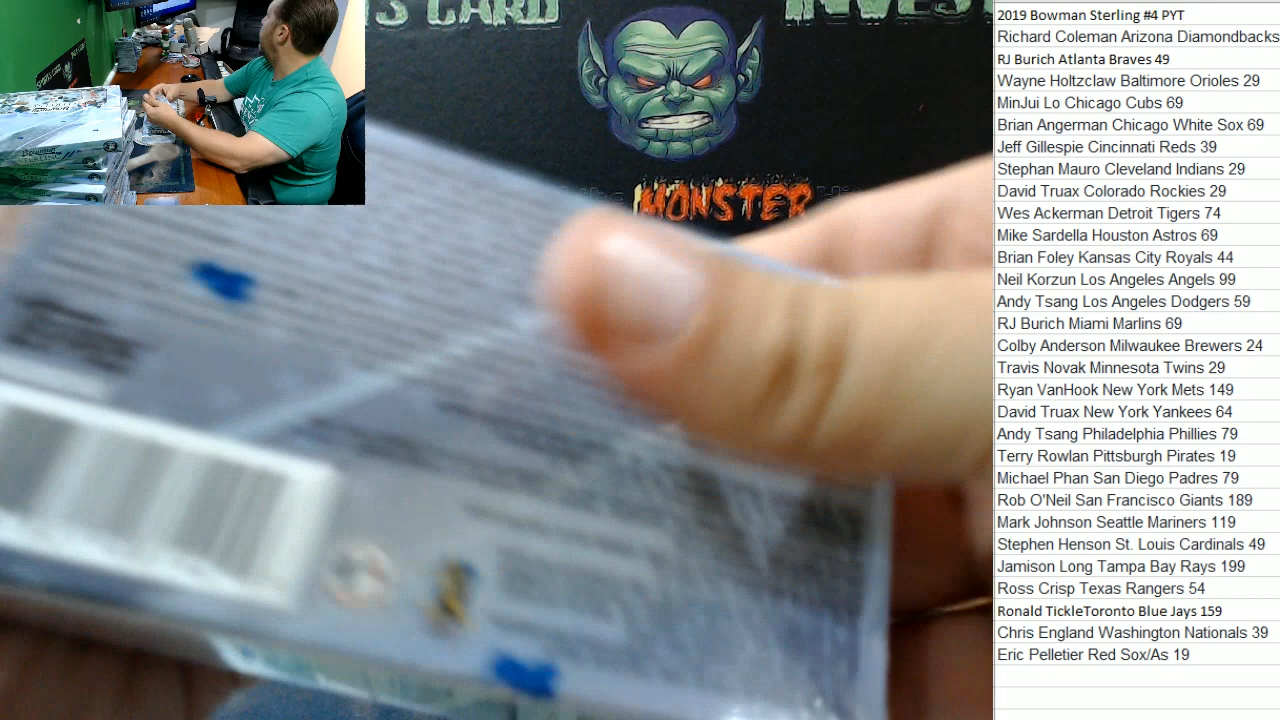 S CARD INVES
MONSTER
2019 Bowman Sterling #4 PYT
Richard Coleman Arizona Diamondbacks
RJ Burich Atlanta Braves 49
Wayne Holtzclaw Baltimore Orioles 29
MinJui Lo Chicago Cubs 69
Brian Angerman Chicago White Sox 69
Jeff Gillespie Cincinnati Reds 39
Stephan Mauro Cleveland Indians 29
David Truax Colorado Rockies 29
Wes Ackerman Detroit Tigers 74
Mike Sardella Houston Astros 69
Brian Foley Kansas City Royals 44
Neil Korzun Los Angeles Angels 99
Andy Tsang Los Angeles Dodgers 59
RJ Burich Miami Marlins 69
Colby Anderson Milwaukee Brewers 24
Travis Novak Minnesota Twins 29
Ryan VanHook New York Mets 149
David Truax New York Yankees 64
Andy Tsang Philadelphia Phillies 79
Terry Rowlan Pittsburgh Pirates 19
Michael Phan San Diego Padres 79
Rob O'Neil San Francisco Giants 189
Mark Johnson Seattle Mariners 119
Stephen Henson St. Louis Cardinals 49
Jamison Long Tampa Bay Rays 199
Ross Crisp Texas Rangers 54
Ronald TickleToronto Blue Jays 159
Chris England Washington Nationals 39
Eric Pelletier Red Sox/As 19